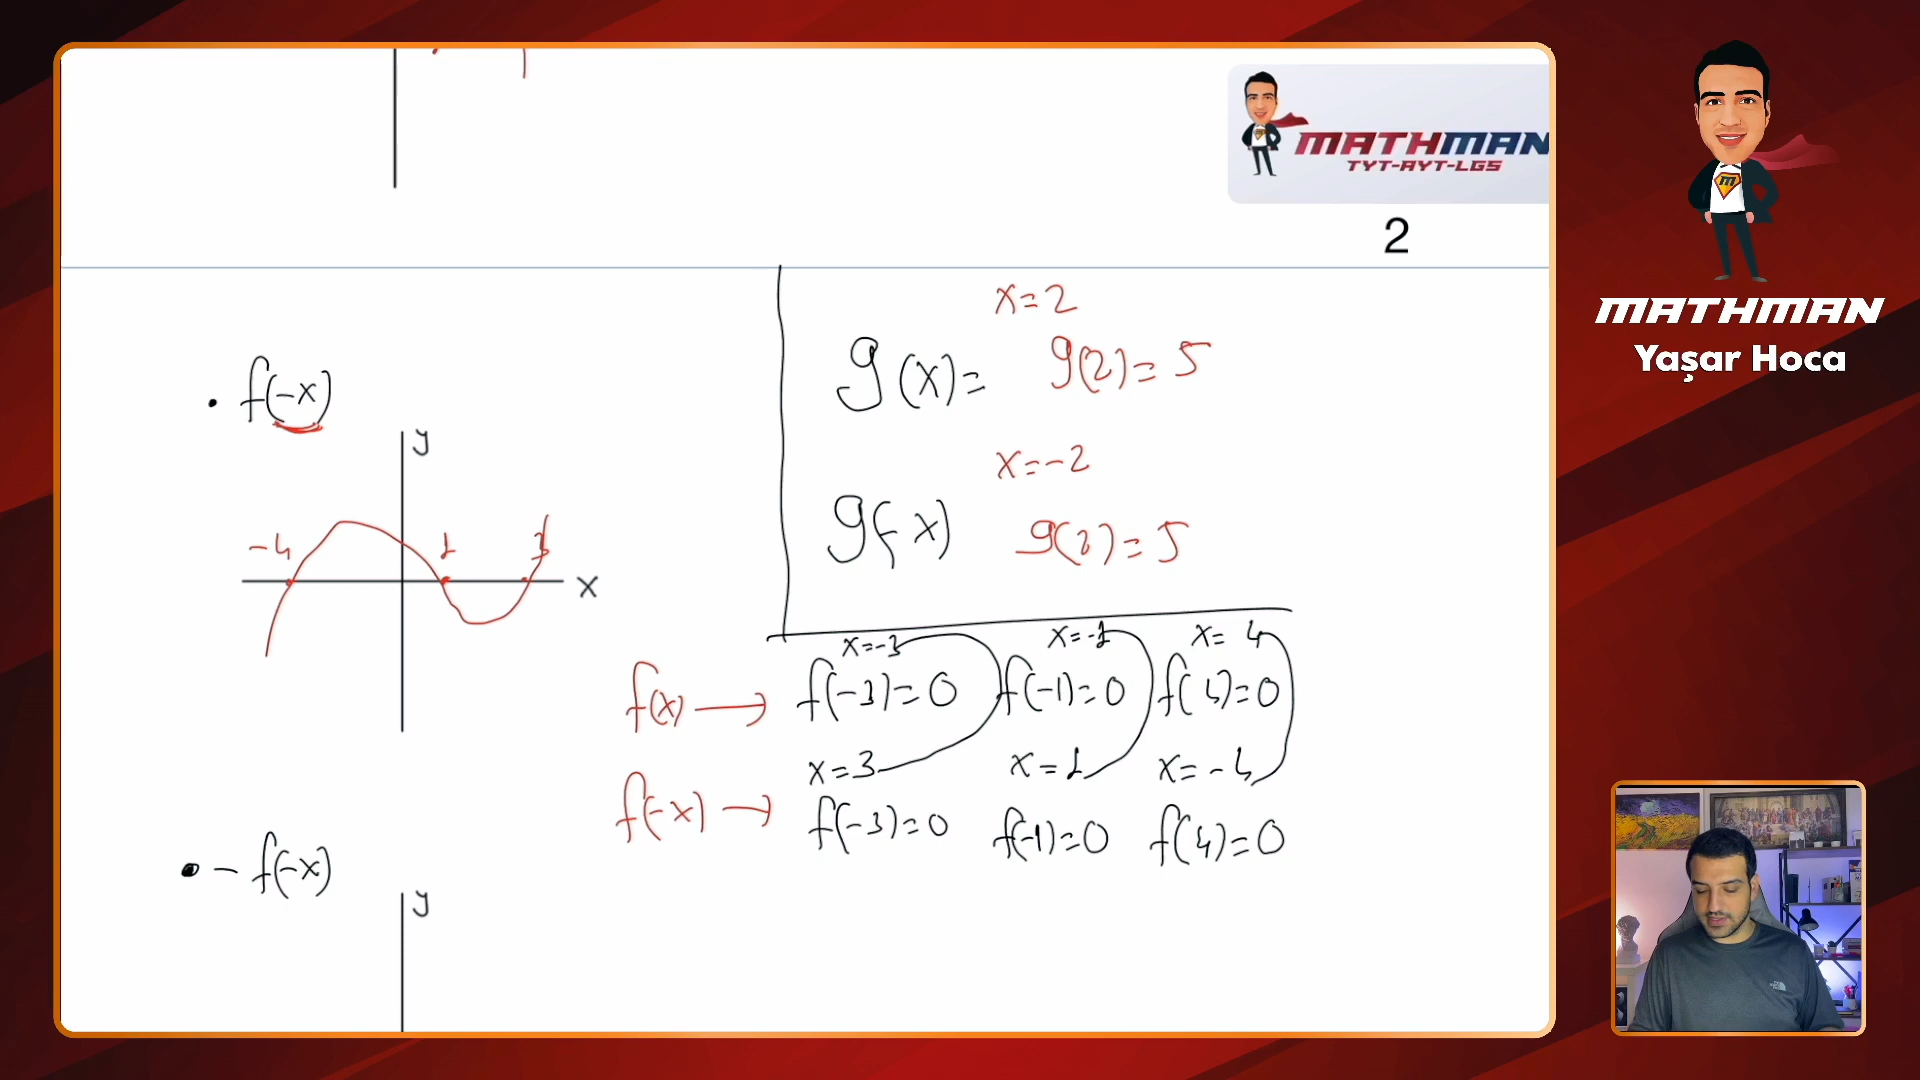 MATHMAN
TYT-AYT-LGS
2
MATHMAN
Yaşar Hoca
x=2
g(x)= g(2)=5
• f(-x)
y
x=-2
g(-x) g(2)=5
-4 1 3
x
x=-3 x=-1 x= 4
f(x) → f(-3)=0 f(-1)=0 f(4)=0
x=3 x=1 x=-4
f(-x) → f(-3)=0 f(-1)=0 f(4)=0
• - f(-x)
y